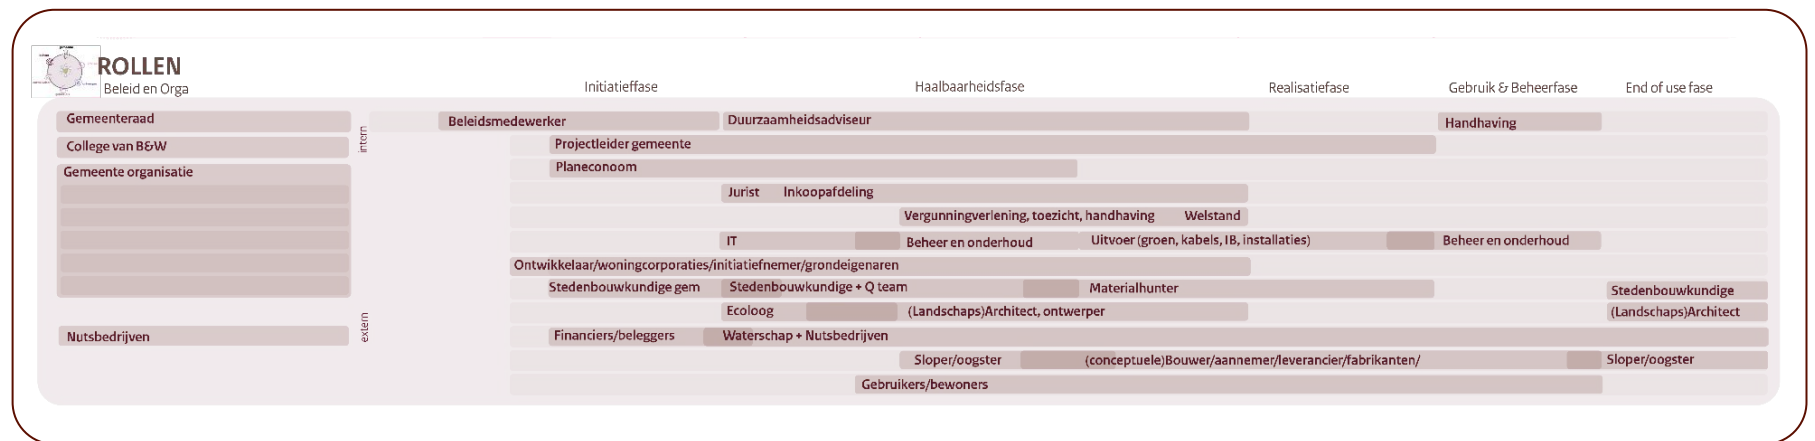 ROLLEN
Beleid en Orga
Initiatieffase
Haalbaarheidsfase
Realisatiefase
Gebruik & Beheerfase
End of use fase
Gemeenteraad
College van B&W
Gemeente organisatie
Nutsbedrijven
intern
extern
Beleidsmedewerker
Duurzaamheidsadviseur
Handhaving
Projectleider gemeente
Planeconoom
Jurist
Inkoopafdeling
Vergunningverlening, toezicht, handhaving
Welstand
IT
Beheer en onderhoud
Uitvoer (groen, kabels, IB, installaties)
Beheer en onderhoud
Ontwikkelaar/woningcorporaties/initiatiefnemer/grondeigenaren
Stedenbouwkundige gem
Stedenbouwkundige + Q team
Materialhunter
Stedenbouwkundige
Ecoloog
(Landschaps)Architect, ontwerper
(Landschaps)Architect
Financiers/beleggers
Waterschap + Nutsbedrijven
Sloper/oogster
(conceptuele)Bouwer/aannemer/leverancier/fabrikanten/
Sloper/oogster
Gebruikers/bewoners